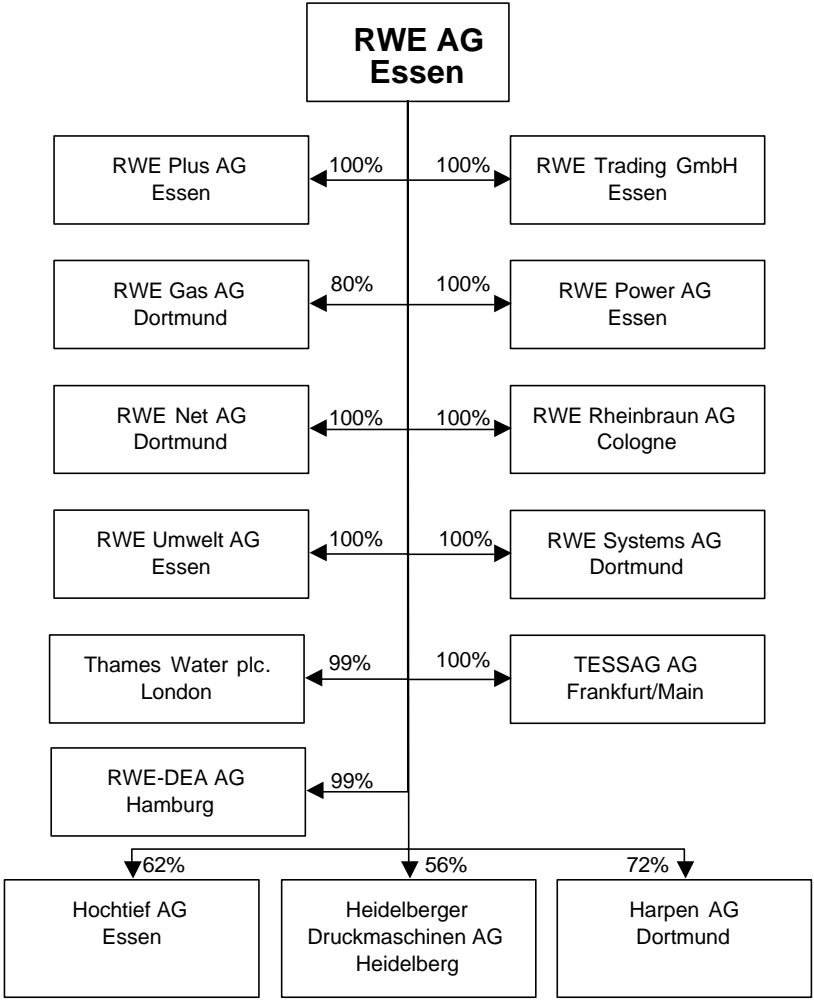 RWE AG
Essen
RWE Plus AG
Essen
100%
100%
RWE Trading GmbH
Essen
RWE Gas AG
Dortmund
80%
100%
RWE Power AG
Essen
RWE Net AG
Dortmund
100%
100%
RWE Rheinbraun AG
Cologne
RWE Umwelt AG
Essen
100%
100%
RWE Systems AG
Dortmund
Thames Water plc.
London
99%
100%
TESSAG AG
Frankfurt/Main
RWE-DEA AG
Hamburg
99%
62%
56%
72%
Hochtief AG
Essen
Heidelberger
Druckmaschinen AG
Heidelberg
Harpen AG
Dortmund